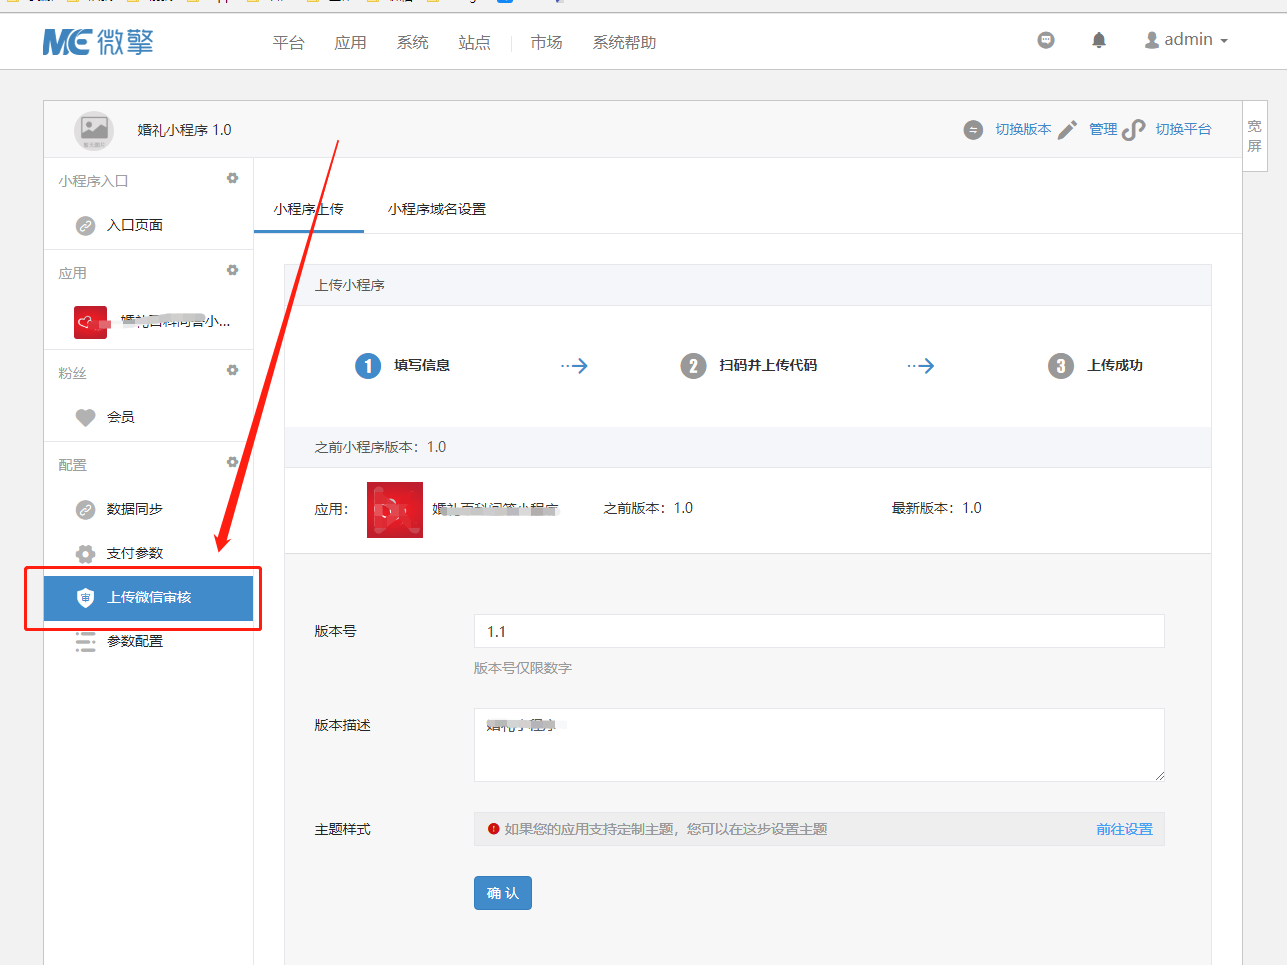 微擎
平台 应用 系统 站点 市场 系统帮助
admin
婚礼小程序 1.0
切换版本 管理 切换平台
宽屏
小程序入口
入口页面
应用
小...
粉丝
会员
配置
数据同步
支付参数
审 上传微信审核
参数配置
小程序上传 小程序域名设置
上传小程序
1 填写信息 2 扫码并上传代码 3 上传成功
之前小程序版本：1.0
应用： 婚礼百科问答小程序 之前版本：1.0 最新版本：1.0
版本号 1.1
版本号仅限数字
版本描述 婚礼小程序
主题样式 如果您的应用支持定制主题，您可以在这步设置主题 前往设置
确 认